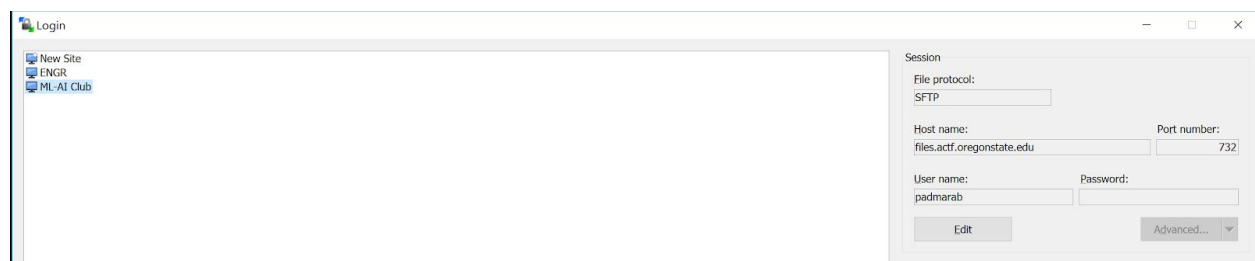 Login
New Site
ENGR
ML-AI Club
Session
File protocol:
SFTP
Host name: Port number:
files.actf.oregonstate.edu 732
User name: Password:
padmarab
Edit Advanced...